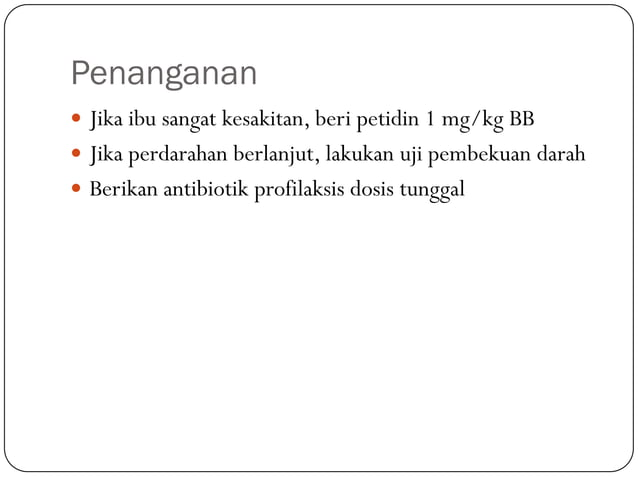 Penanganan
• Jika ibu sangat kesakitan, beri petidin 1 mg/kg BB
• Jika perdarahan berlanjut, lakukan uji pembekuan darah
• Berikan antibiotik profilaksis dosis tunggal